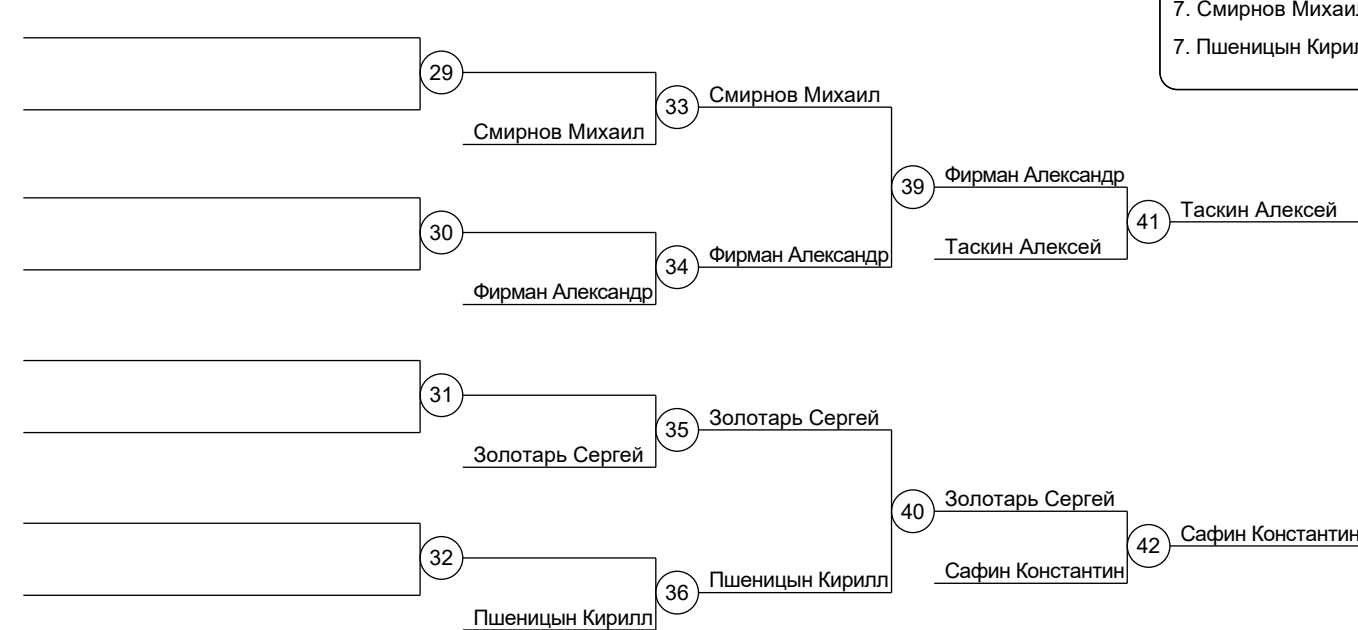 7. Смирнов Михаил
7. Пшеницын Кирил
29
33
Смирнов Михаил
Смирнов Михаил
39
Фирман Александр
30
34
Фирман Александр
Фирман Александр
41
Таскин Алексей
Таскин Алексей
31
35
Золотарь Сергей
Золотарь Сергей
40
Золотарь Сергей
32
36
Пшеницын Кирилл
Пшеницын Кирилл
42
Сафин Константин
Сафин Константин